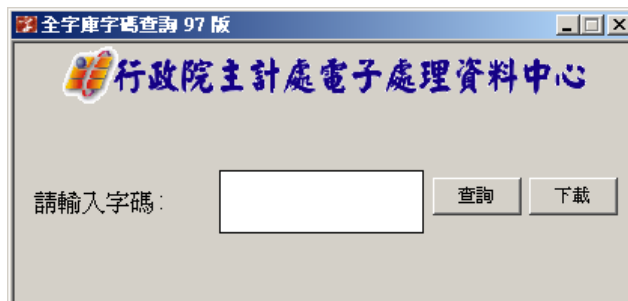 全字庫字碼查詢 97 版
行政院主計處電子處理資料中心
請輸入字碼：
查詢
下載